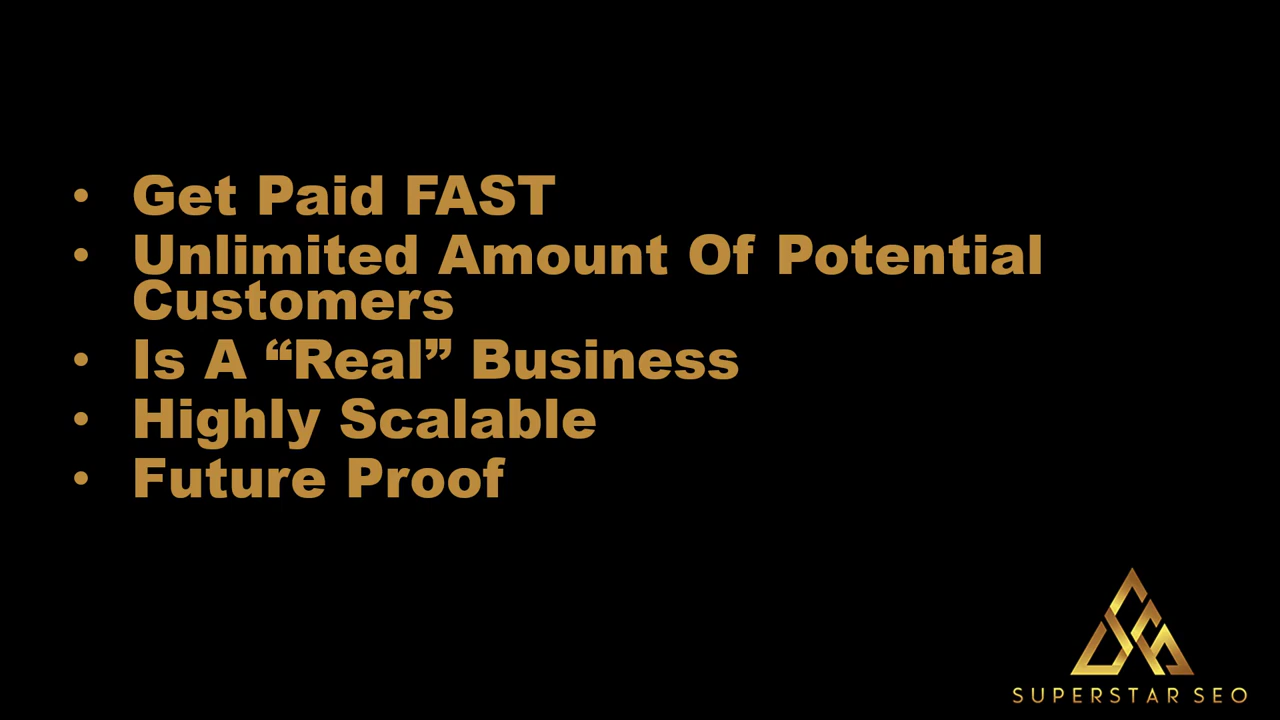 • Get Paid FAST
• Unlimited Amount Of Potential
Customers
• Is A “Real” Business
• Highly Scalable
• Future Proof
SUPERSTAR SEO